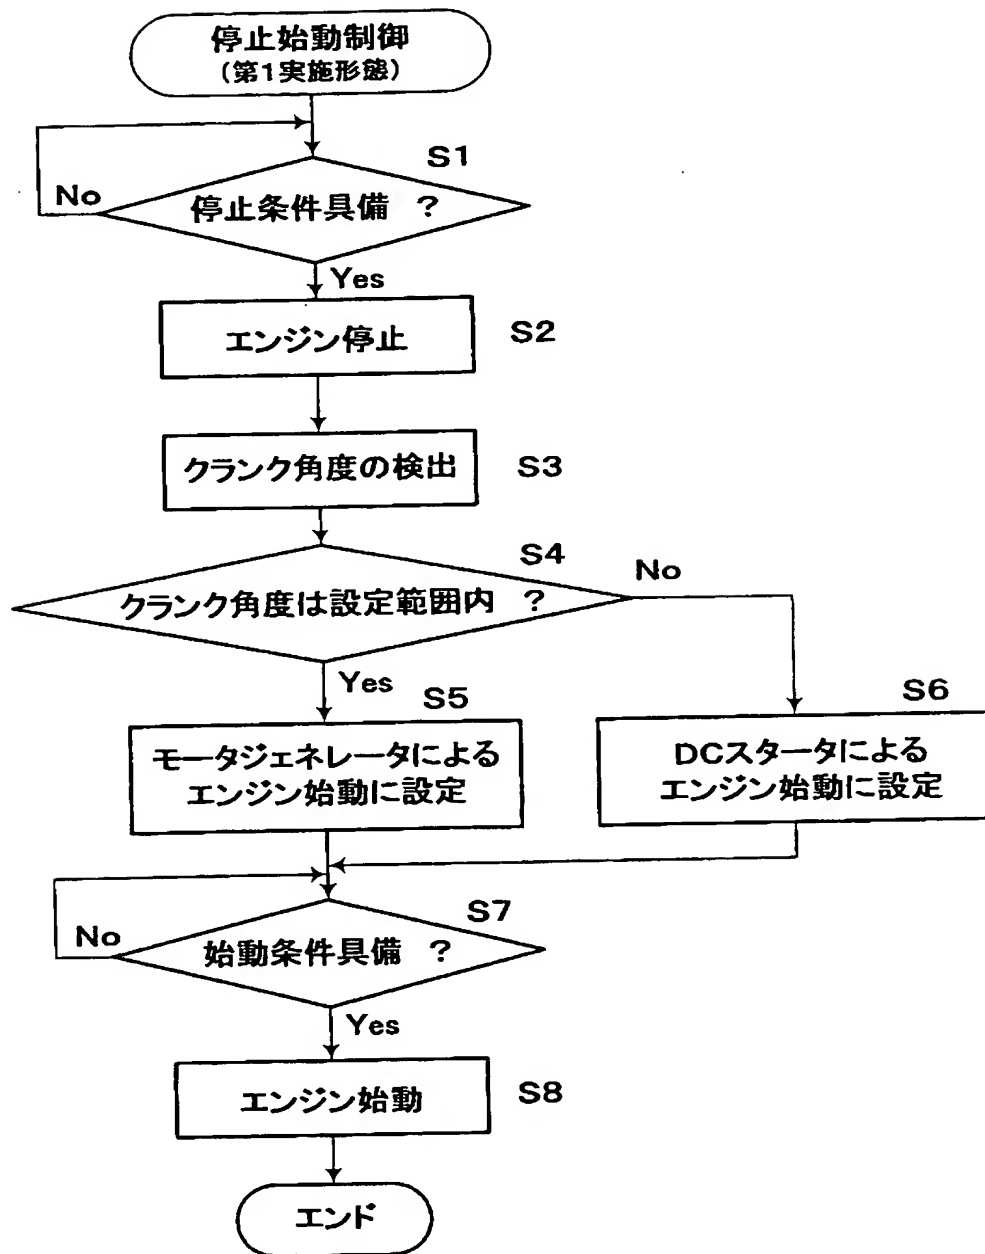 停止始動制御
(第1実施形態)
S1
No
停止条件具備 ?
Yes
エンジン停止
S2
クランク角度の検出
S3
S4
No
クランク角度は設定範囲内 ?
Yes
S5
S6
モータジェネレータによる
エンジン始動に設定
DCスタータによる
エンジン始動に設定
S7
No
始動条件具備 ?
Yes
エンジン始動
S8
エンド